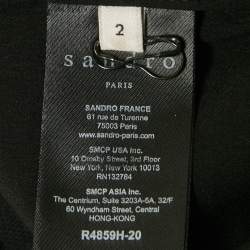 2
sandro
PARIS
SANDRO FRANCE
61 rue de Turenne
75003 Paris
www.sandro-paris.com
SMCP USA Inc.
10 Ormsby Street, 3rd Floor
New York, New York 10013
RN132764
SMCP ASIA Inc.
The Centrium, Suite 3203A-5A, 32/F
60 Wyndham Street, Central
HONG-KONG
R4859H-20